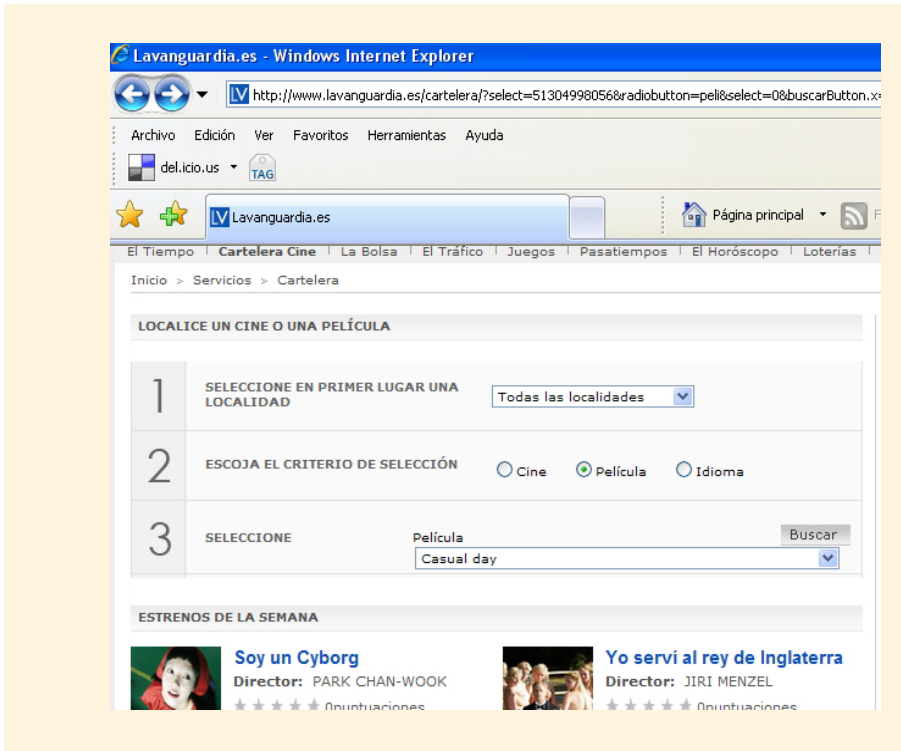 Lavanguardia.es - Windows Internet Explorer
LV http://www.lavanguardia.es/cartelera/?select=51304998056&radiobutton=peli&select=0&buscarButton.x=
Archivo Edición Ver Favoritos Herramientas Ayuda
del.icio.us TAG
LV Lavanguardia.es Página principal F
El Tiempo Cartelera Cine La Bolsa El Tráfico Juegos Pasatiempos El Horóscopo Loterías
Inicio > Servicios > Cartelera
LOCALICE UN CINE O UNA PELÍCULA
1 SELECCIONE EN PRIMER LUGAR UNA
LOCALIDAD
Todas las localidades
2 ESCOJA EL CRITERIO DE SELECCIÓN Cine Película Idioma
3 SELECCIONE Película Buscar
Casual day
ESTRENOS DE LA SEMANA
Soy un Cyborg
Director: PARK CHAN-WOOK
0puntuaciones
Yo serví al rey de Inglaterra
Director: JIRI MENZEL
0puntuaciones